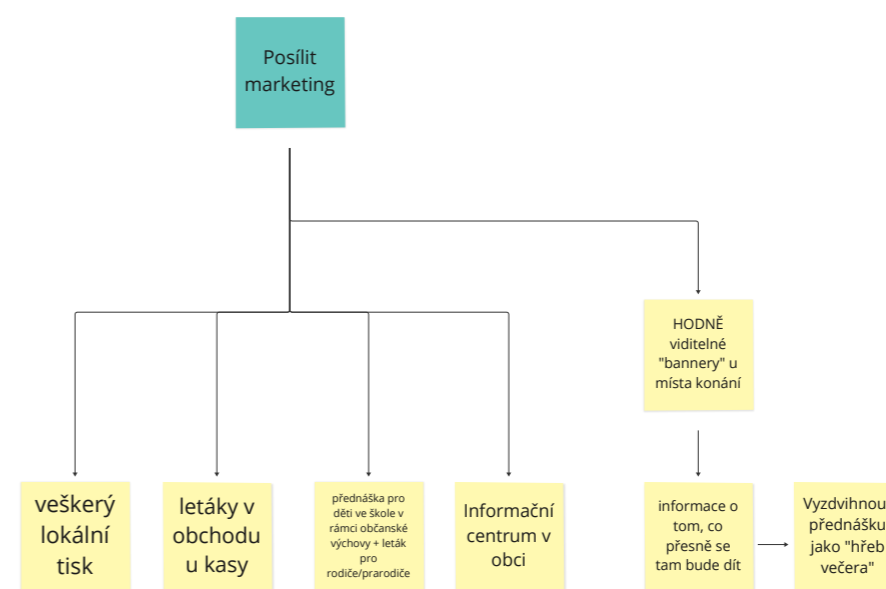 Posílit
marketing
HODNĚ
viditelné
"bannery" u
místa konání
veškerý
lokální
tisk
letáky v
obchodu
u kasy
přednáška pro
děti ve škole v
rámci občanské
výchovy + leták
pro
rodiče/prarodiče
Informační
centrum v
obci
informace o
tom, co
přesně se
tam bude dít
Vyzdvihnou
přednášku
jako "hřeb
večera"